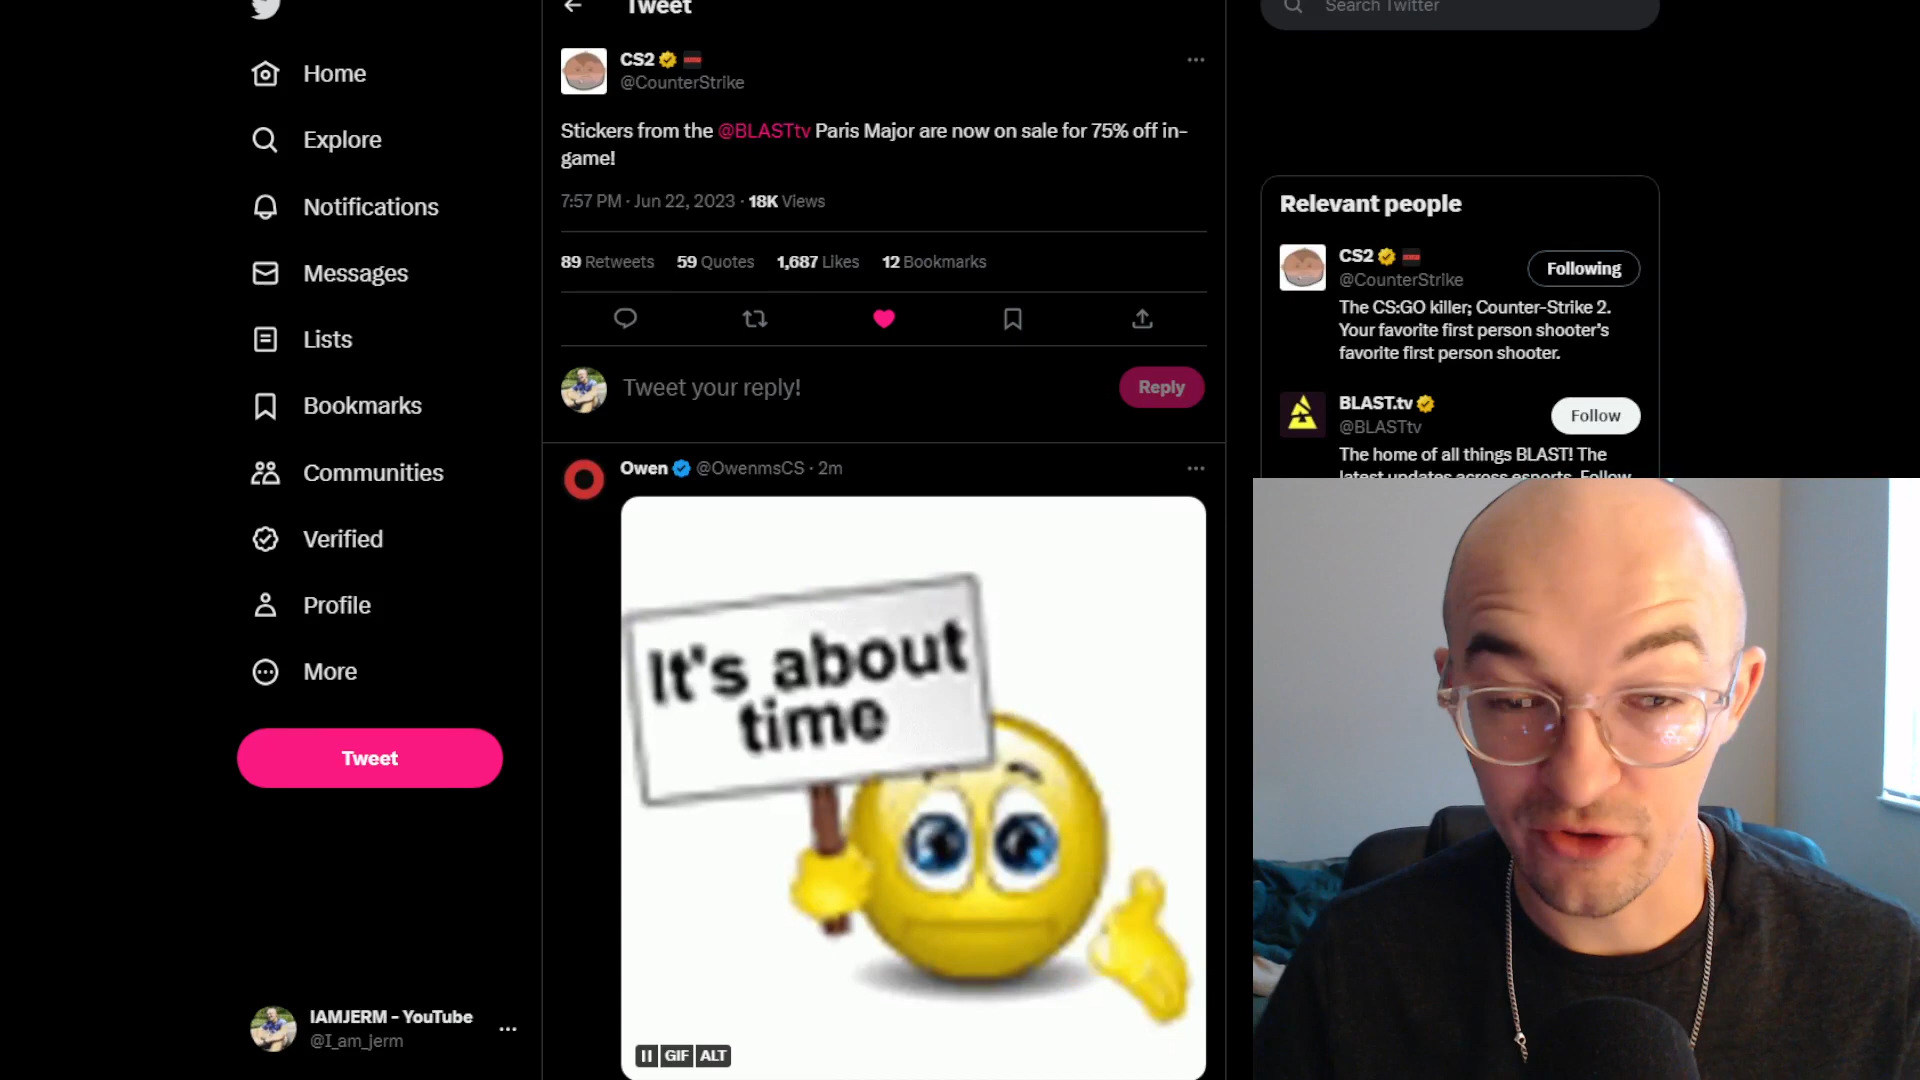 Home
Explore
Notifications
Messages
Lists
Bookmarks
Communities
Verified
Profile
More
Tweet
IAMJERM - YouTube
@I_am_jerm
Tweet
CS2
@CounterStrike
Stickers from the @BLASTtv Paris Major are now on sale for 75% off in-
game!
7:57 PM · Jun 22, 2023 · 18K Views
89 Retweets 59 Quotes 1,687 Likes 12 Bookmarks
Tweet your reply!
Reply
Owen @OwenmsCS · 2m
It's about
time
GIF ALT
Search Twitter
Relevant people
CS2
@CounterStrike
Following
The CS:GO killer; Counter-Strike 2.
Your favorite first person shooter's
favorite first person shooter.
BLAST.tv
@BLASTtv
Follow
The home of all things BLAST! The
latest updates across esports. Follow